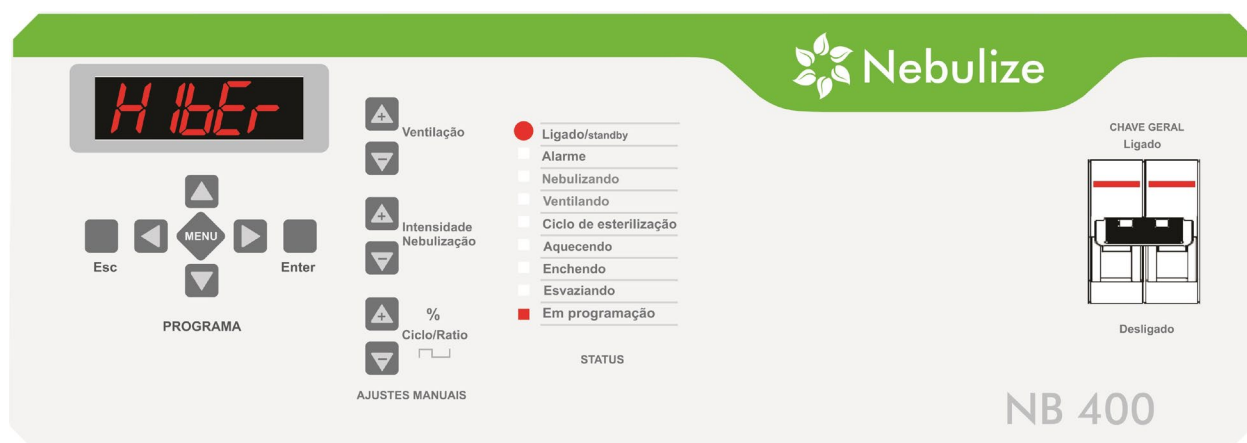 Nebulize
HIbEr
Esc
MENU
Enter
PROGRAMA
+
Ventilação
−
+
Intensidade
Nebulização
−
+
%
Ciclo/Ratio
−
AJUSTES MANUAIS
Ligado/standby
Alarme
Nebulizando
Ventilando
Ciclo de esterilização
Aquecendo
Enchendo
Esvaziando
Em programação
STATUS
CHAVE GERAL
Ligado
Desligado
NB 400